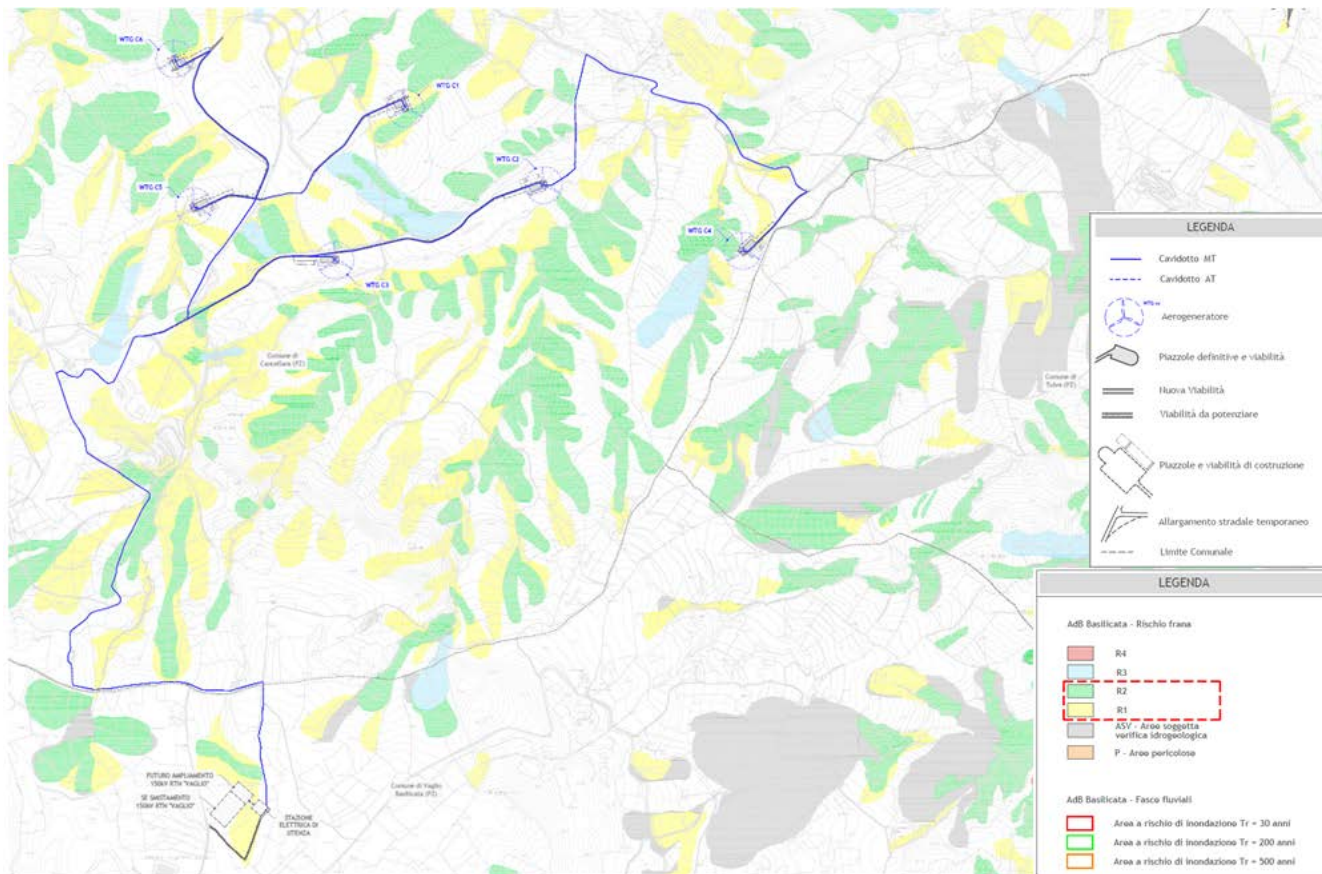 WTG C6
WTG C1
WTG C2
WTG C5
WTG C4
WTG C3
Comune di
Cancellara (PZ)
Comune di
Tolve (PZ)
FUTURO AMPLIAMENTO
150kV RTN "VAGLIO"
SE SMISTAMENTO
150kV RTN "VAGLIO"
STAZIONE
ELETTRICA DI
UTENZA
Comune di Vaglio
Basilicata (PZ)
LEGENDA
Cavidotto MT
Cavidotto AT
Aerogeneratore
Piazzole definitive e viabilità
Nuova Viabilità
Viabilità da potenziare
Piazzole e viabilità di costruzione
Allargamento stradale temporaneo
Limite Comunale
LEGENDA
AdB Basilicata - Rischio frana
R4
R3
R2
R1
ASV - Aree soggetta
verifica idrogeologica
P - Aree pericolose
AdB Basilicata - Fasce fluviali
Area a rischio di inondazione Tr = 30 anni
Area a rischio di inondazione Tr = 200 anni
Area a rischio di inondazione Tr = 500 anni